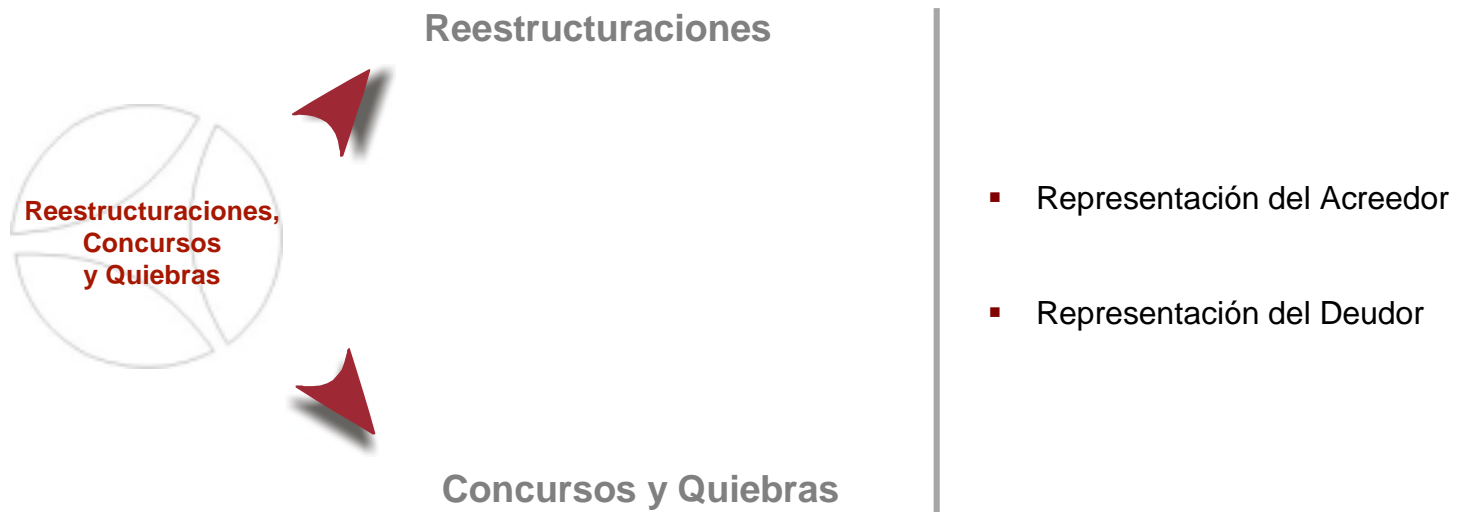 Reestructuraciones
Reestructuraciones,
Concursos
y Quiebras
Concursos y Quiebras
Representación del Acreedor
Representación del Deudor